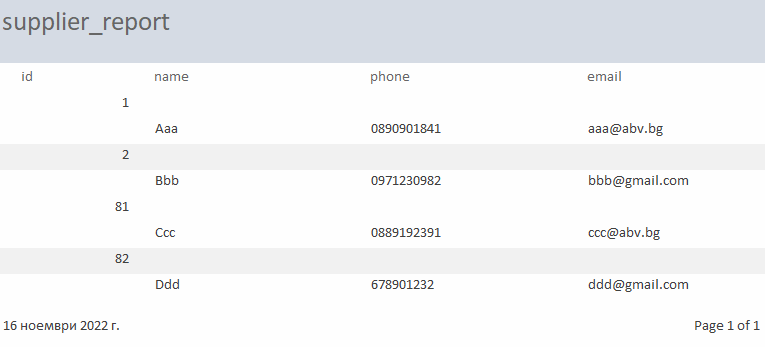 supplier_report
id name phone email
1
Aaa 0890901841 aaa@abv.bg
2
Bbb 0971230982 bbb@gmail.com
81
Ccc 0889192391 ccc@abv.bg
82
Ddd 678901232 ddd@gmail.com
16 ноември 2022 г. Page 1 of 1